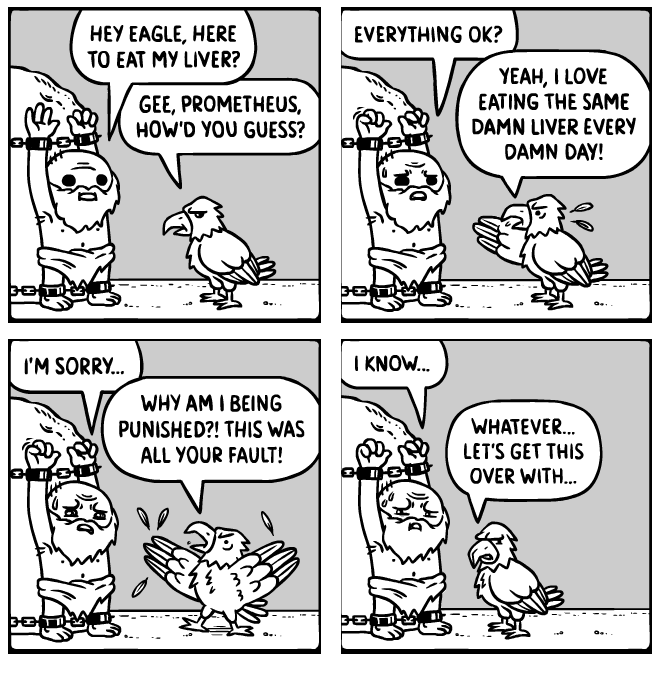 HEY EAGLE, HERE
TO EAT MY LIVER?
GEE, PROMETHEUS,
HOW'D YOU GUESS?
EVERYTHING OK?
YEAH, I LOVE
EATING THE SAME
DAMN LIVER EVERY
DAMN DAY!
I'M SORRY...
WHY AM I BEING
PUNISHED?! THIS WAS
ALL YOUR FAULT!
I KNOW...
WHATEVER...
LET'S GET THIS
OVER WITH...